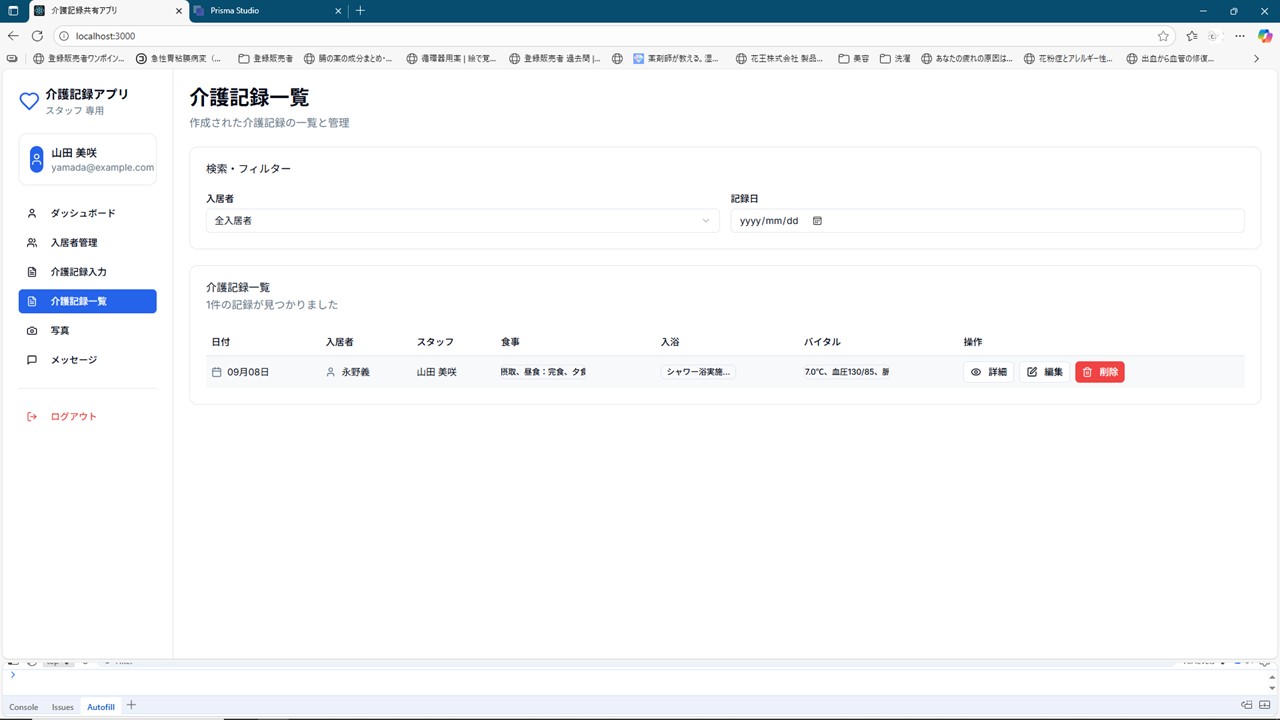 介護記録共有アプリ
Prisma Studio
localhost:3000
登録販売者ワンポイン...
急性胃粘膜病変（...
登録販売者
腸の薬の成分まとめ-...
循環器用薬 | 絵で覚...
登録販売者 過去問 |...
薬剤師が教える。湿...
花王株式会社 製品...
美容
洗濯
あなたの疲れの原因は...
花粉症とアレルギー性...
出血から血管の修復...
介護記録アプリ
スタッフ 専用
山田 美咲
yamada@example.com
ダッシュボード
入居者管理
介護記録入力
介護記録一覧
写真
メッセージ
ログアウト
介護記録一覧
作成された介護記録の一覧と管理
検索・フィルター
入居者
記録日
全入居者
yyyy/mm/dd
介護記録一覧
1件の記録が見つかりました
日付 入居者 スタッフ 食事 入浴 バイタル 操作
09月08日 永野義 山田 美咲 摂取、昼食：完食、夕食 シャワー浴実施... 7.0℃、血圧130/85、脈 詳細 編集 削除
Console Issues Autofill